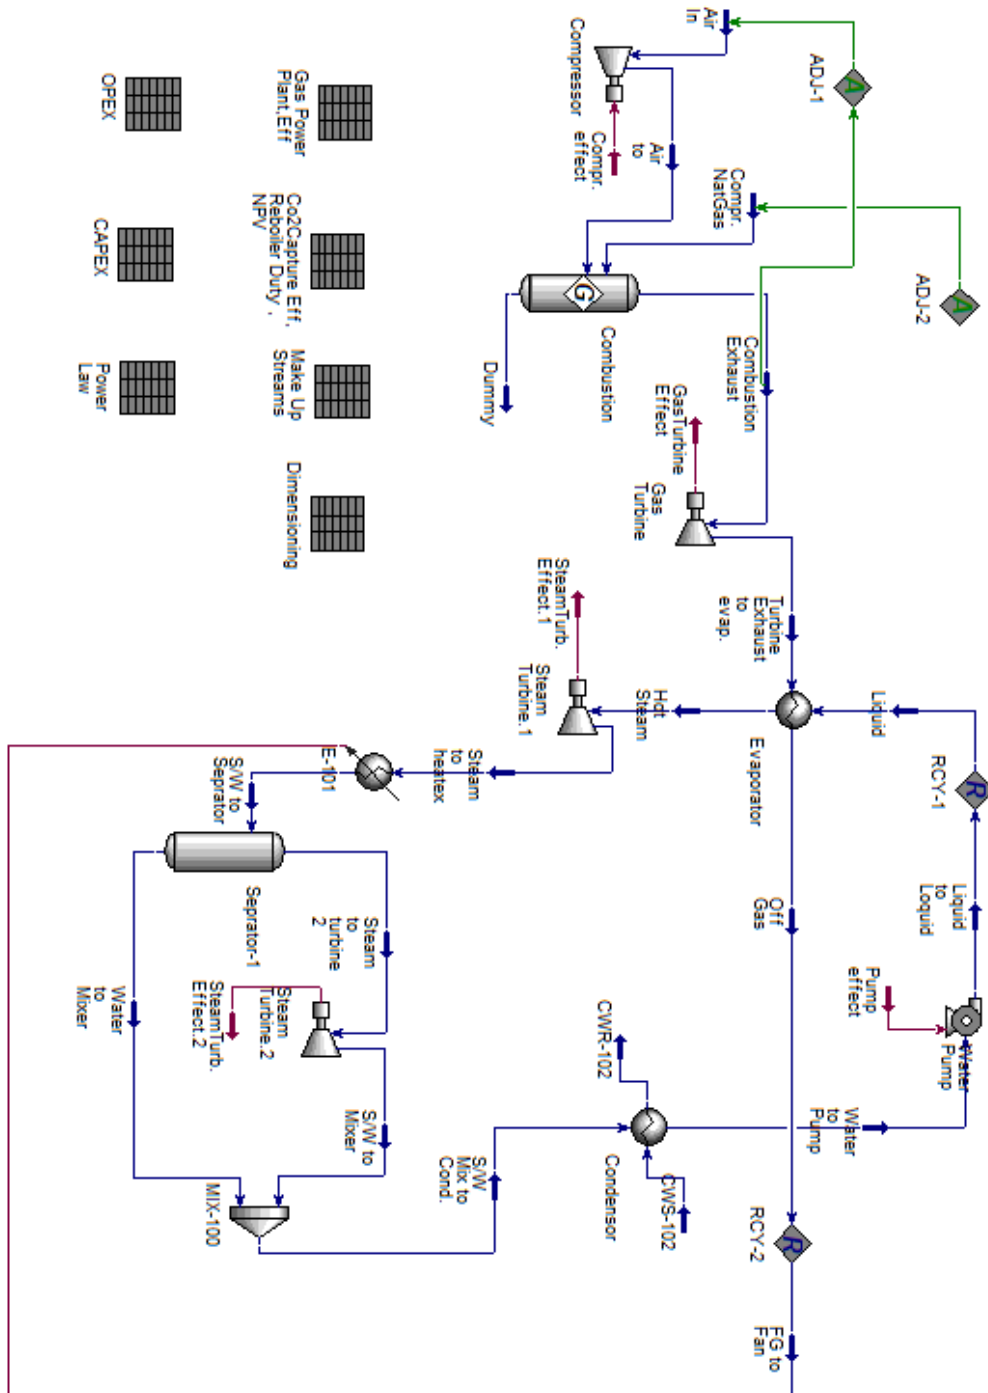 A
ADJ-2
A
ADJ-1
R
RCY-1
Liquid
to
Loquid
Water
Pump
Pump
effect
Liquid
Water
to
Pump
Air
In
Compr.
NatGas
Combustion
Exhaust
Turbine
Exhaust
to
evap.
Evaporator
Off
Gas
R
RCY-2
FG to
Fan
Compressor
Compr.
effect
Air
to
G
Combustion
Dummy
GasTurbine
Effect
Gas
Turbine
Hot
Steam
SteamTurb.
Effect.1
Steam
Turbine.1
CWR-102
CWS-102
Condensor
Steam
to
heatex
IE-101
S/W to
Seprator
Seprator-1
Steam
to
turbine
2
Steam
Turbine.2
SteamTurb.
Effect.2
S/W to
Mixer
Water
to
Mixer
MIX-100
S/W
Mix to
Cond.
Gas Power
Plant,Eff
Co2Capture Eff,
Reboiler Duty ,
NPV
Make Up
Streams
Dimensioning
OPEX
CAPEX
Power
Law